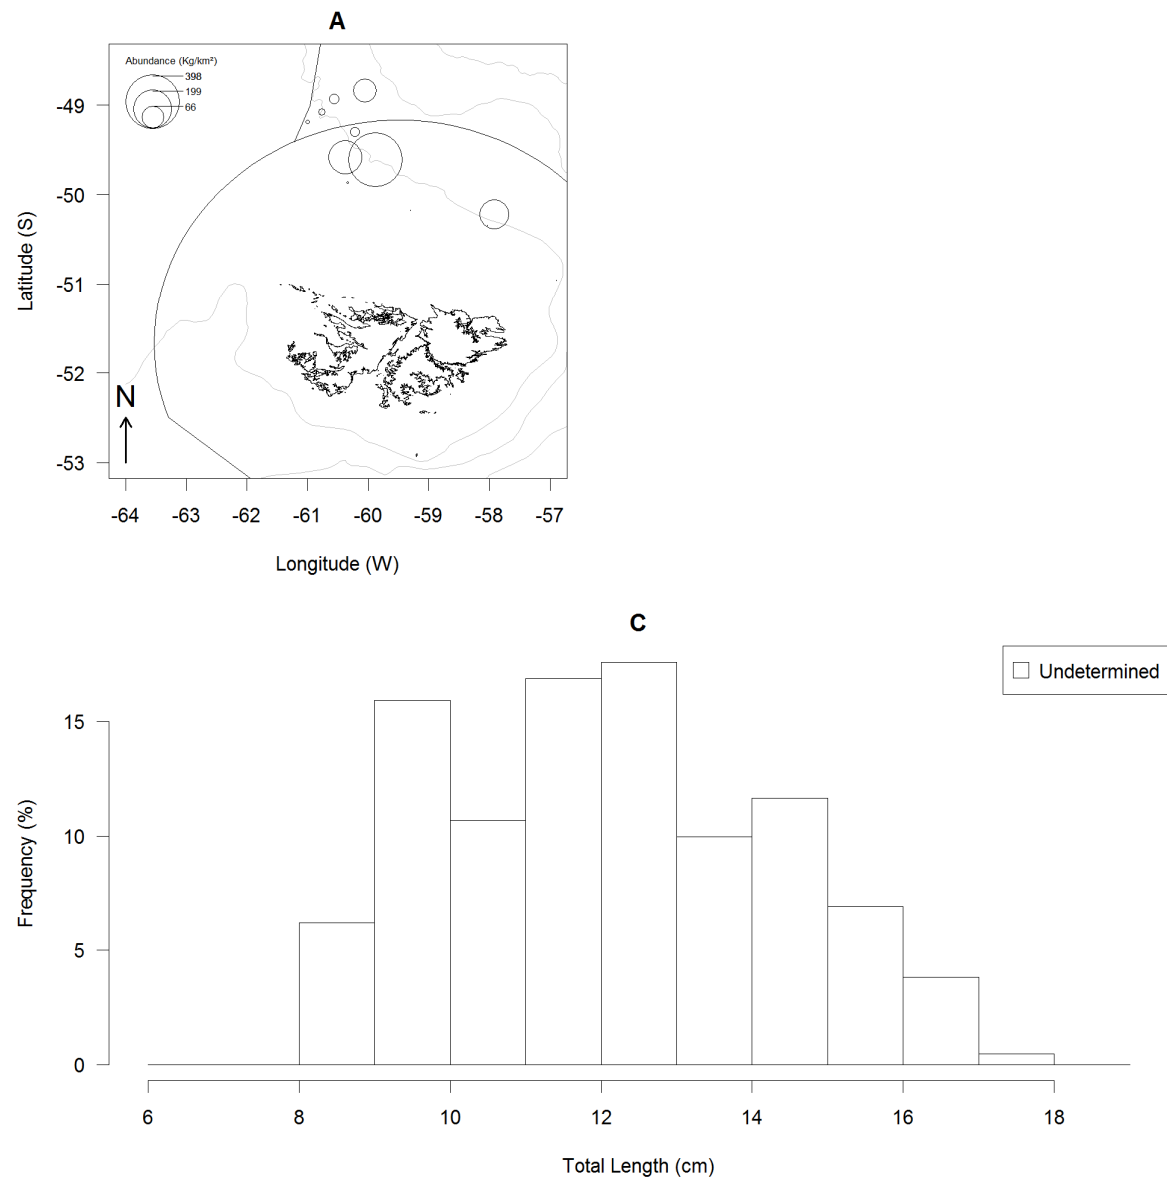 A
Abundance (Kg/km²)
398
199
66
-49
-50
-51
-52
-53
Latitude (S)
N
-64 -63 -62 -61 -60 -59 -58 -57
Longitude (W)
C
Undetermined
15
10
5
0
Frequency (%)
6 8 10 12 14 16 18
Total Length (cm)